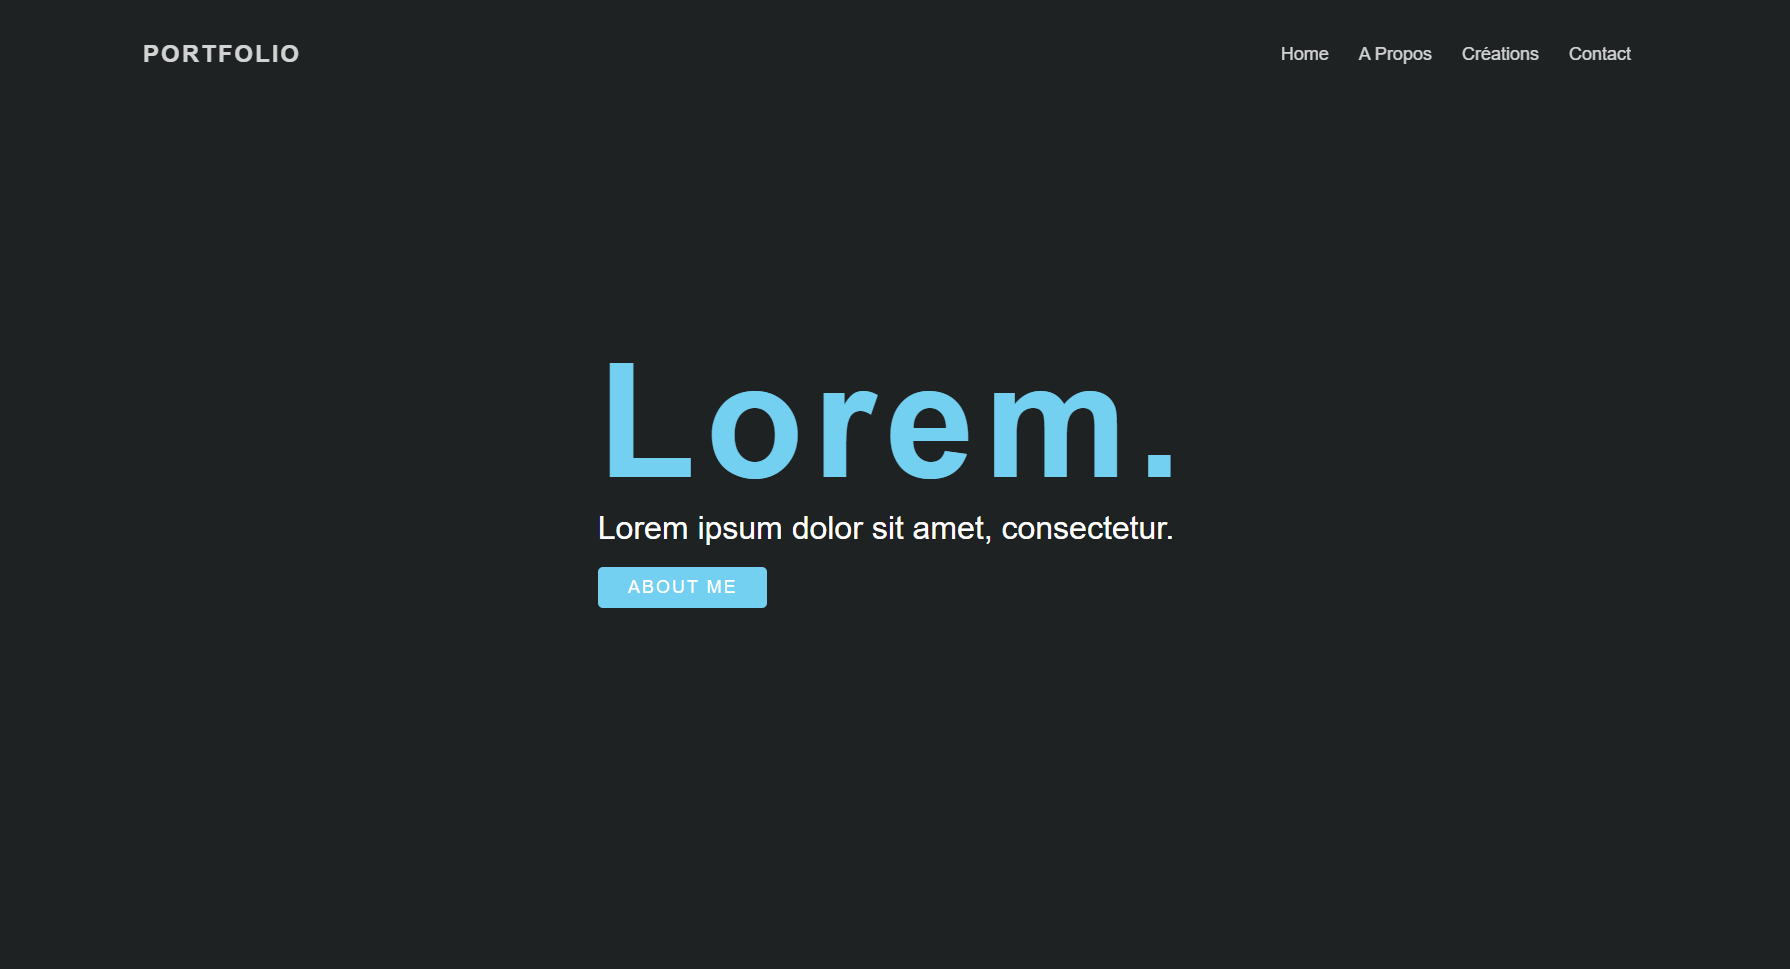 PORTFOLIO
Home A Propos Créations Contact
Lorem.
Lorem ipsum dolor sit amet, consectetur.
ABOUT ME